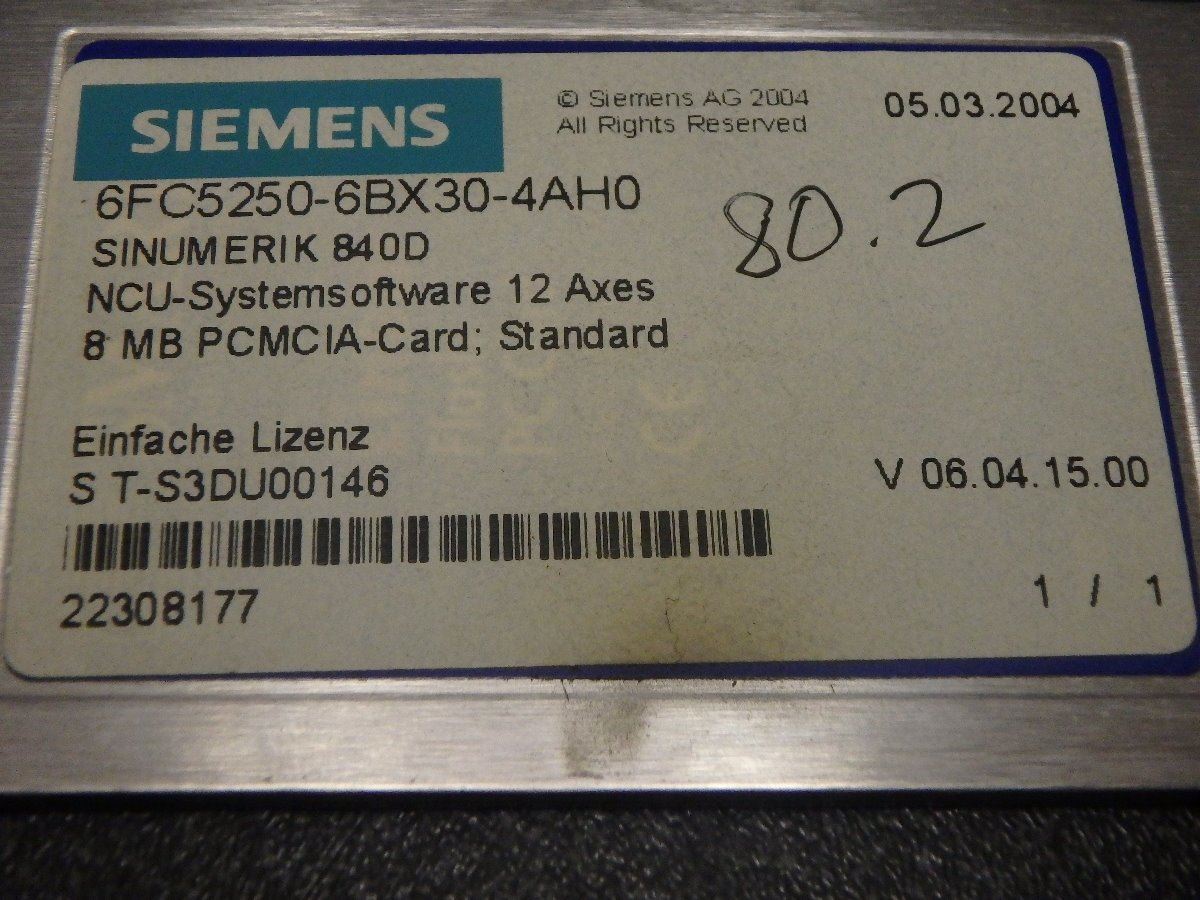 SIEMENS
© Siemens AG 2004
All Rights Reserved
05.03.2004
6FC5250-6BX30-4AH0
80.2
SINUMERIK 840D
NCU-Systemsoftware 12 Axes
8 MB PCMCIA-Card; Standard
Einfache Lizenz
S T-S3DU00146
V 06.04.15.00
22308177
1 / 1